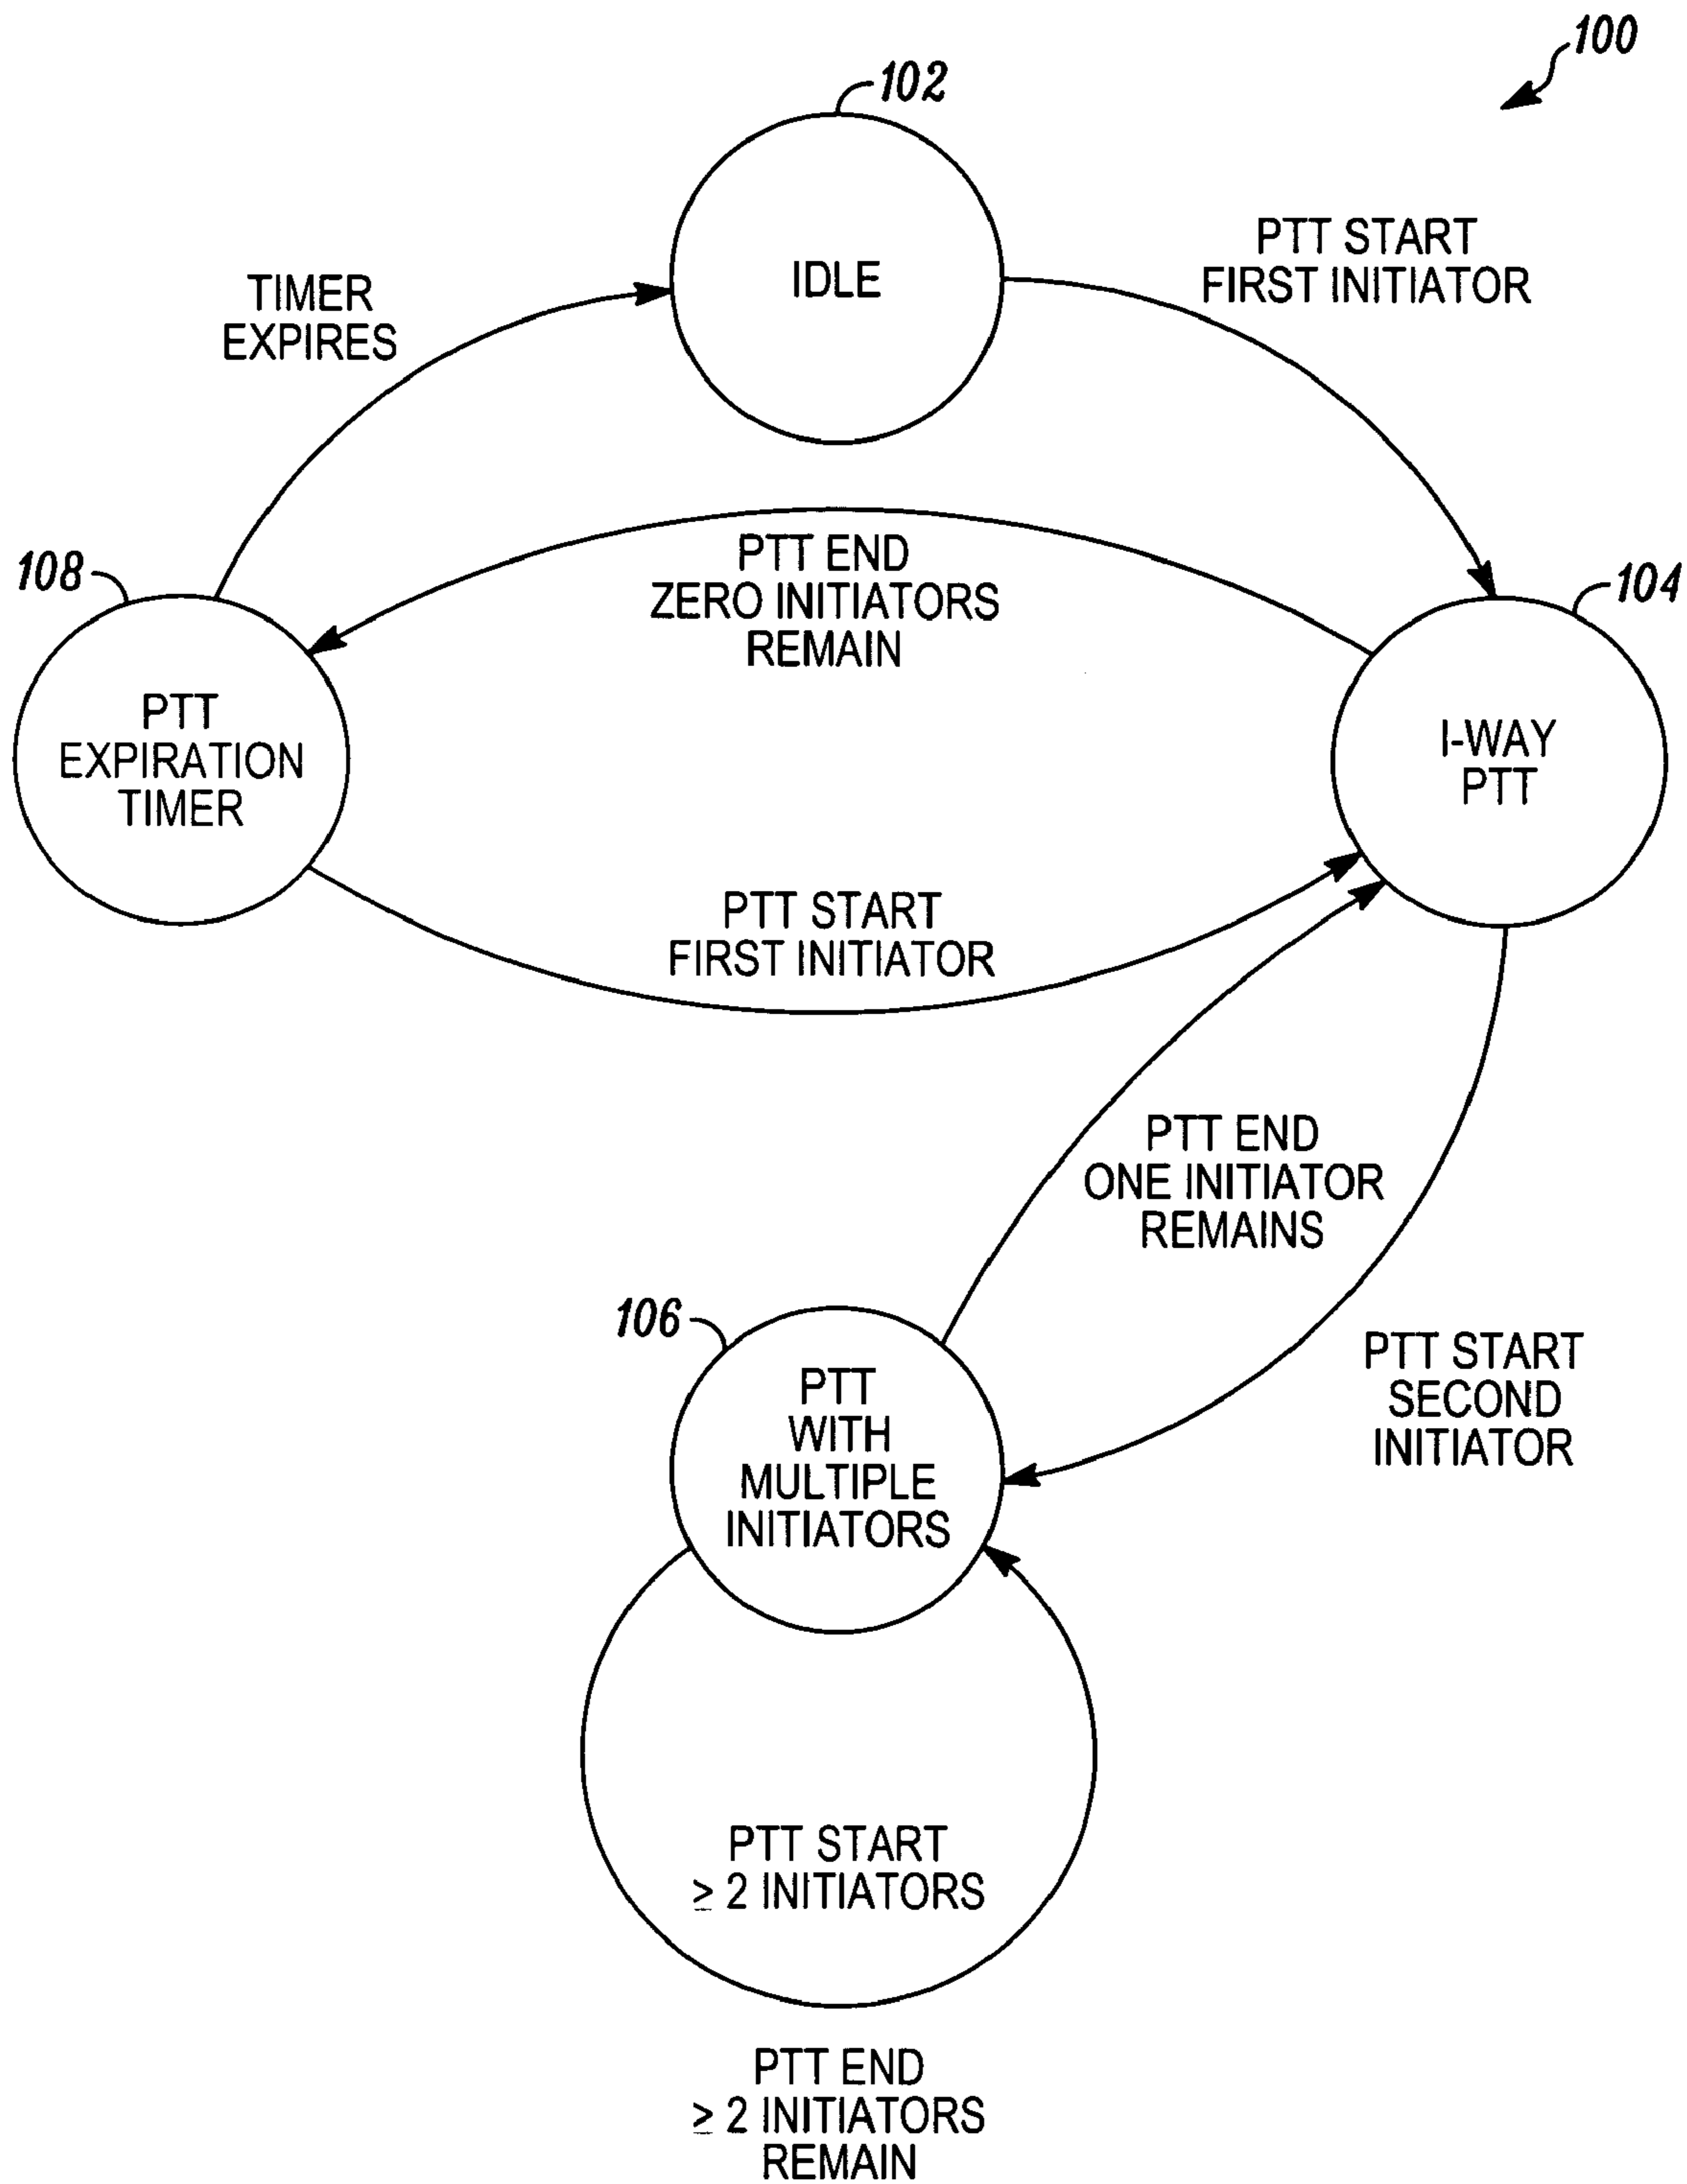 100
102
IDLE
PTT START
FIRST INITIATOR
TIMER
EXPIRES
PTT END
ZERO INITIATORS
REMAIN
108
104
PTT
EXPIRATION
TIMER
I-WAY
PTT
PTT START
FIRST INITIATOR
PTT END
ONE INITIATOR
REMAINS
106
PTT
WITH
MULTIPLE
INITIATORS
PTT START
SECOND
INITIATOR
PTT START
≥ 2 INITIATORS
PTT END
≥ 2 INITIATORS
REMAIN